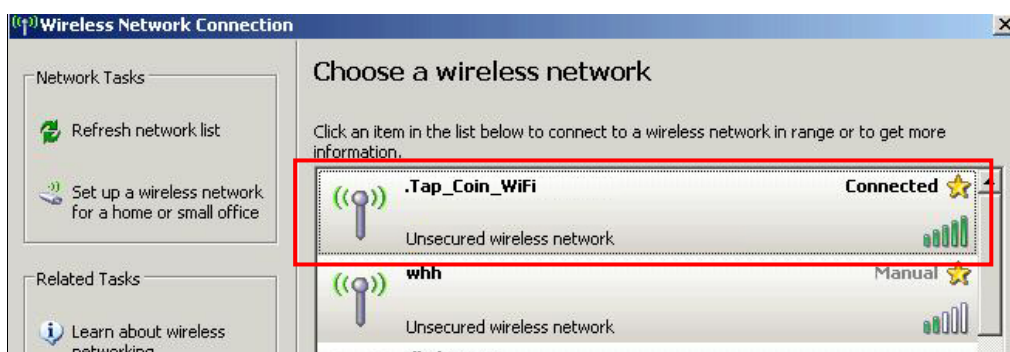 Wireless Network Connection
Network Tasks
Refresh network list
Set up a wireless network
for a home or small office
Related Tasks
Learn about wireless
networking
Choose a wireless network
Click an item in the list below to connect to a wireless network in range or to get more
information.
.Tap_Coin_WiFi Connected
Unsecured wireless network
whh Manual
Unsecured wireless network